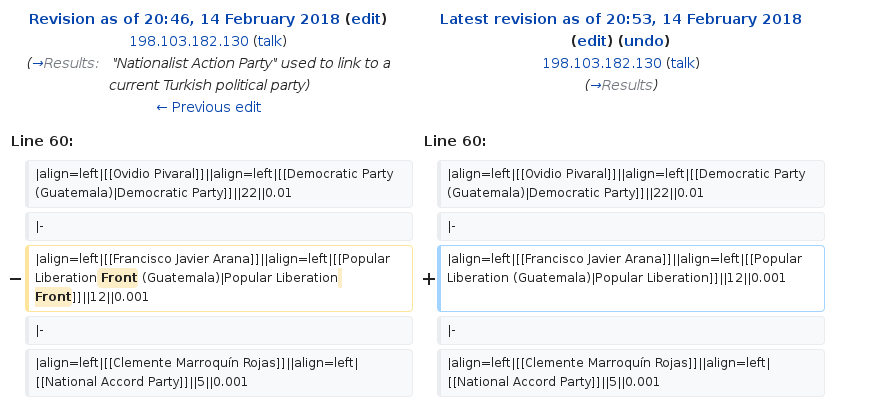 Revision as of 20:46, 14 February 2018 (edit)
198.103.182.130 (talk)
(→Results: "Nationalist Action Party" used to link to a
current Turkish political party)
← Previous edit
Latest revision as of 20:53, 14 February 2018
(edit) (undo)
198.103.182.130 (talk)
(→Results)
Line 60:
Line 60:
|align=left|[[Ovidio Pivaral]]||align=left|[[Democratic Party
(Guatemala)|Democratic Party]]||22||0.01
|align=left|[[Ovidio Pivaral]]||align=left|[[Democratic Party
(Guatemala)|Democratic Party]]||22||0.01
|-
|-
−
|align=left|[[Francisco Javier Arana]]||align=left|[[Popular
Liberation Front (Guatemala)|Popular Liberation
Front]]||12||0.001
+
|align=left|[[Francisco Javier Arana]]||align=left|[[Popular
Liberation (Guatemala)|Popular Liberation]]||12||0.001
|-
|-
|align=left|[[Clemente Marroquín Rojas]]||align=left|
[[National Accord Party]]||5||0.001
|align=left|[[Clemente Marroquín Rojas]]||align=left|
[[National Accord Party]]||5||0.001